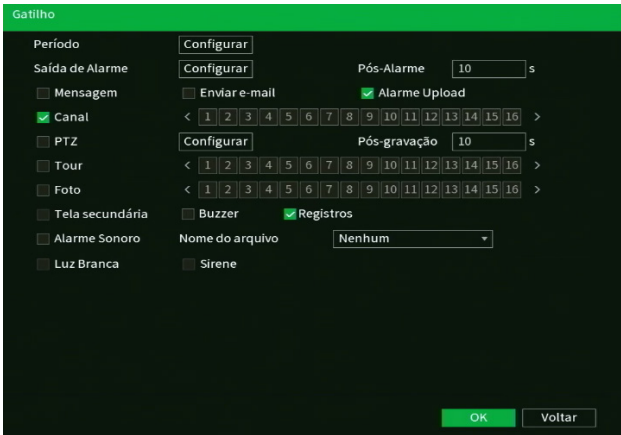 Gatilho
Período Configurar
Saída de Alarme Configurar Pós-Alarme 10 s
Mensagem Enviar e-mail Alarme Upload
Canal < 1 2 3 4 5 6 7 8 9 10 11 12 13 14 15 16 >
PTZ Configurar Pós-gravação 10 s
Tour < 1 2 3 4 5 6 7 8 9 10 11 12 13 14 15 16 >
Foto < 1 2 3 4 5 6 7 8 9 10 11 12 13 14 15 16 >
Tela secundária Buzzer Registros
Alarme Sonoro Nome do arquivo Nenhum
Luz Branca Sirene
OK Voltar